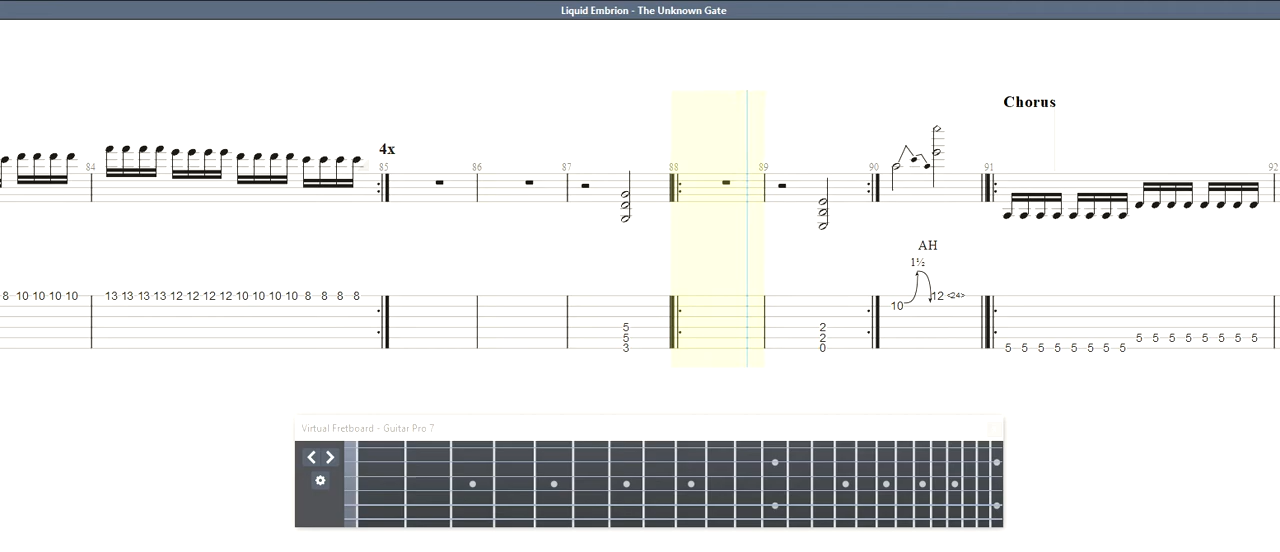 Liquid Embrion - The Unknown Gate
Chorus
4x
84 85 86 87 88 89 90 91 92
AH
1½
8 10 10 10 10 13 13 13 13 12 12 12 12 10 10 10 10 8 8 8 8 12 <24>
10
5 2
5 2 5 5 5 5 5 5 5 5
3 0 5 5 5 5 5 5 5 5
Virtual Fretboard - Guitar Pro 7